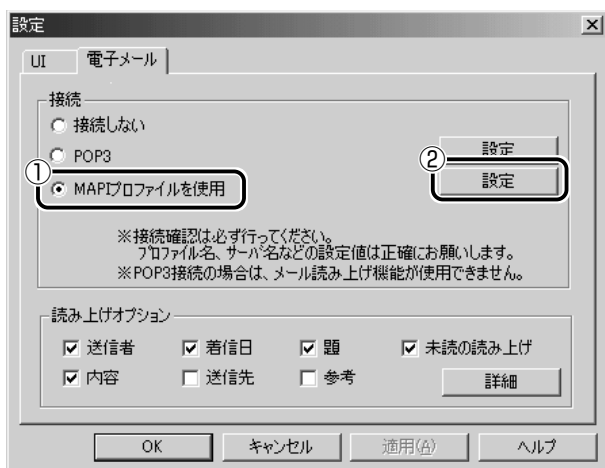 設定
UI 電子メール
接続
接続しない
POP3 設定
① MAPIプロファイルを使用 ② 設定
※接続確認は必ず行ってください。
プロファイル名、サーバ名などの設定値は正確にお願いします。
※POP3接続の場合は、メール読み上げ機能が使用できません。
読み上げオプション
送信者 着信日 題 未読の読み上げ
内容 送信先 参考 詳細
OK キャンセル 適用(A) ヘルプ